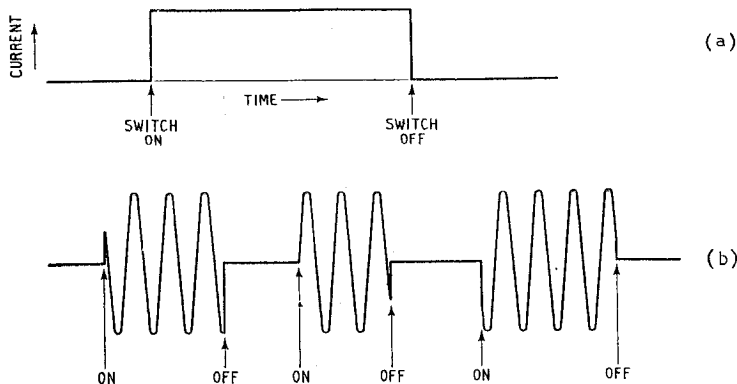 (a)
CURRENT
TIME
SWITCH
ON
SWITCH
OFF
(b)
ON
OFF
ON
OFF
ON
OFF